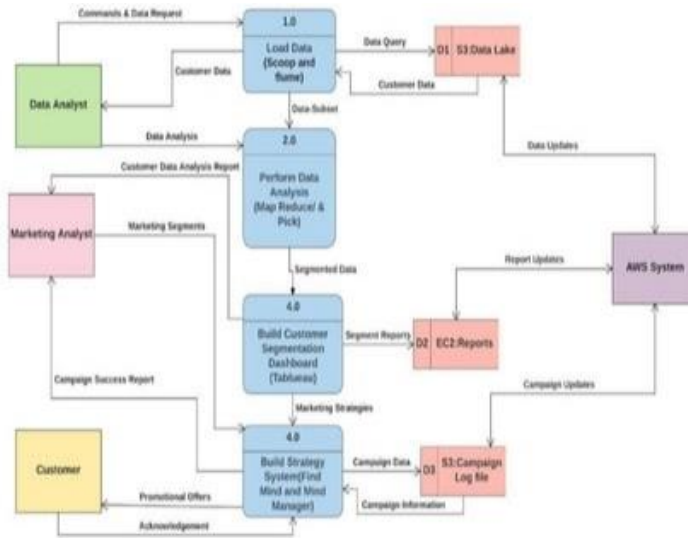 Commands & Data Request
1.0
Load Data
(Scoop and
flume)
Data Query
D1
S3:Data Lake
Customer Data
Customer Data
Data Analyst
Data-Subset
Data Analysis
2.0
Data Updates
Customer Data Analysis Report
Perform Data
Analysis
(Map Reduce/ &
Pick)
Marketing Segments
Marketing Analyst
Report Updates
AWS System
Segmented Data
4.0
Build Customer
Segmentation
Dashboard
(Tablueau)
Segment Reports
D2
EC2:Reports
Campaign Success Report
Campaign Updates
Marketing Strategies
4.0
Build Strategy
System(Find
Mind and Mind
Manager)
Campaign Data
D3
S3:Campaign
Log file
Customer
Promotional Offers
Campaign Information
Acknowledgement